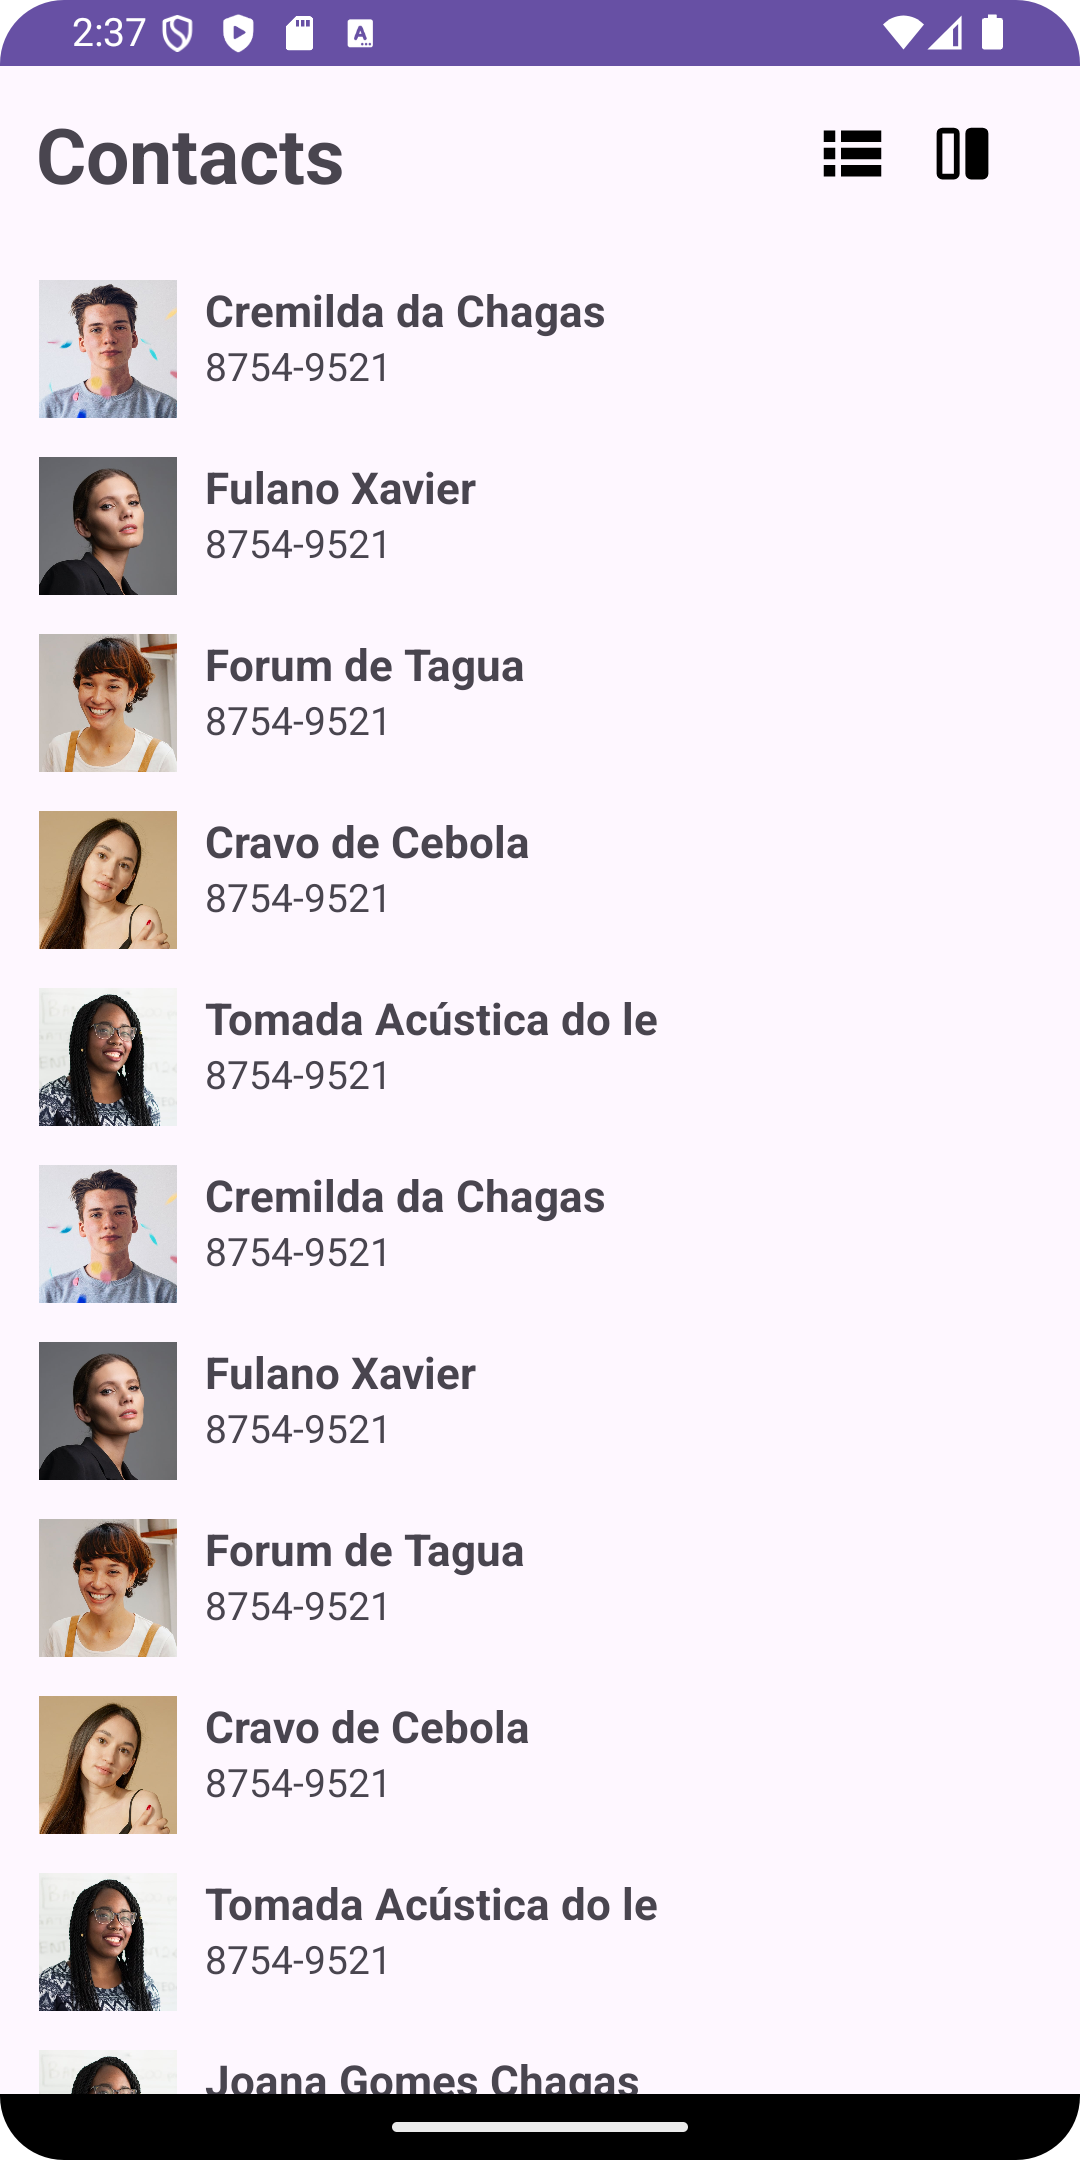 2:37
Contacts
Cremilda da Chagas
8754-9521
Fulano Xavier
8754-9521
Forum de Tagua
8754-9521
Cravo de Cebola
8754-9521
Tomada Acústica do le
8754-9521
Cremilda da Chagas
8754-9521
Fulano Xavier
8754-9521
Forum de Tagua
8754-9521
Cravo de Cebola
8754-9521
Tomada Acústica do le
8754-9521
Joana Gomes Chagas